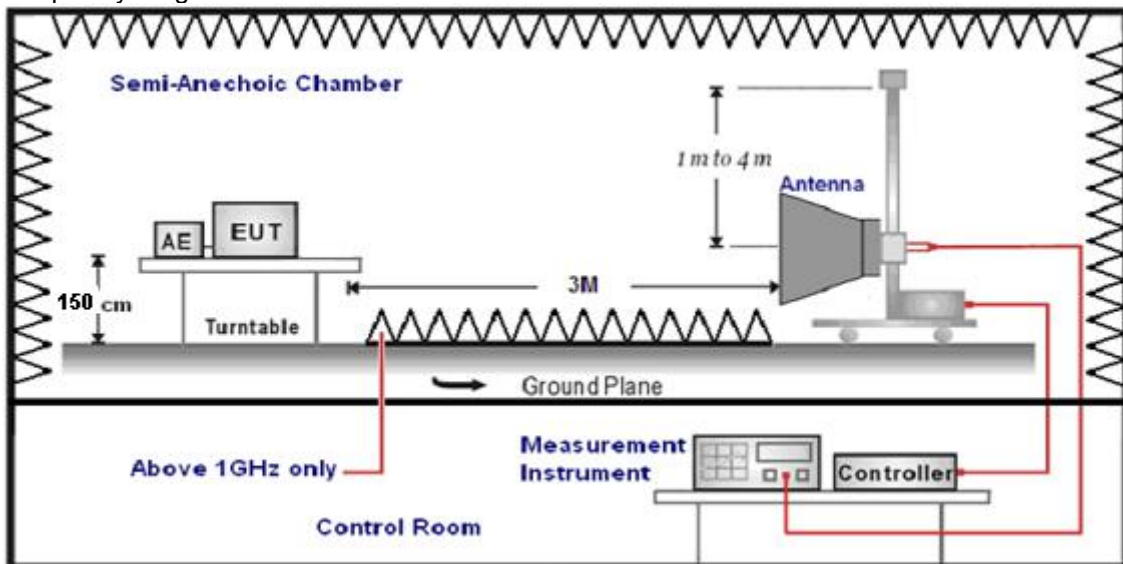 Semi-Anechoic Chamber
1 m to 4 m
Antenna
AE
EUT
150 cm
3M
Turntable
Ground Plane
Above 1GHz only
Measurement
Instrument
Controller
Control Room